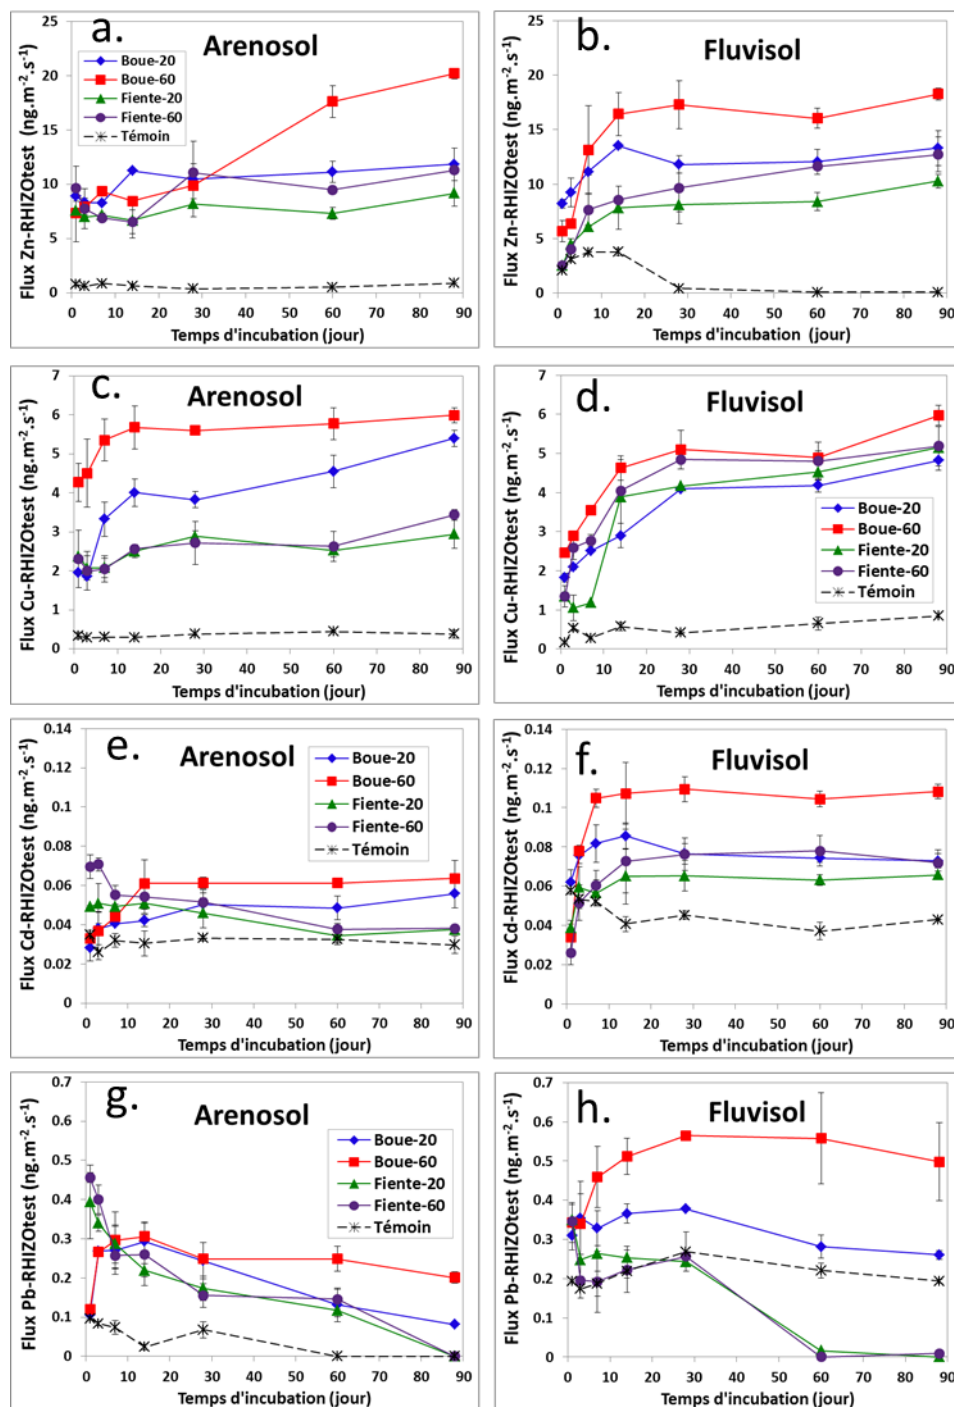 a.
Arenosol
Flux Zn-RHIZOtest (ng.m⁻².s⁻¹)
25
20
15
10
5
0
Boue-20
Boue-60
Fiente-20
Fiente-60
Témoin
0 10 20 30 40 50 60 70 80 90
Temps d'incubation (jour)
b.
Fluvisol
Flux Zn-RHIZOtest (ng.m⁻².s⁻¹)
25
20
15
10
5
0
0 10 20 30 40 50 60 70 80 90
Temps d'incubation (jour)
c.
Arenosol
Flux Cu-RHIZOtest (ng.m⁻².s⁻¹)
7
6
5
4
3
2
1
0
0 10 20 30 40 50 60 70 80 90
Temps d'incubation (jour)
d.
Fluvisol
Flux Cu-RHIZOtest (ng.m⁻².s⁻¹)
7
6
5
4
3
2
1
0
Boue-20
Boue-60
Fiente-20
Fiente-60
Témoin
0 10 20 30 40 50 60 70 80 90
Temps d'incubation (jour)
e.
Arenosol
Flux Cd-RHIZOtest (ng.m⁻².s⁻¹)
0.14
0.12
0.1
0.08
0.06
0.04
0.02
0
Boue-20
Boue-60
Fiente-20
Fiente-60
Témoin
0 10 20 30 40 50 60 70 80 90
Temps d'incubation (jour)
f.
Fluvisol
Flux Cd-RHIZOtest (ng.m⁻².s⁻¹)
0.14
0.12
0.1
0.08
0.06
0.04
0.02
0
0 10 20 30 40 50 60 70 80 90
Temps d'incubation (jour)
g.
Arenosol
Flux Pb-RHIZOtest (ng.m⁻².s⁻¹)
0.7
0.6
0.5
0.4
0.3
0.2
0.1
0
Boue-20
Boue-60
Fiente-20
Fiente-60
Témoin
0 10 20 30 40 50 60 70 80 90
Temps d'incubation (jour)
h.
Fluvisol
Flux Pb-RHIZOtest (ng.m⁻².s⁻¹)
0.7
0.6
0.5
0.4
0.3
0.2
0.1
0
0 10 20 30 40 50 60 70 80 90
Temps d'incubation (jour)